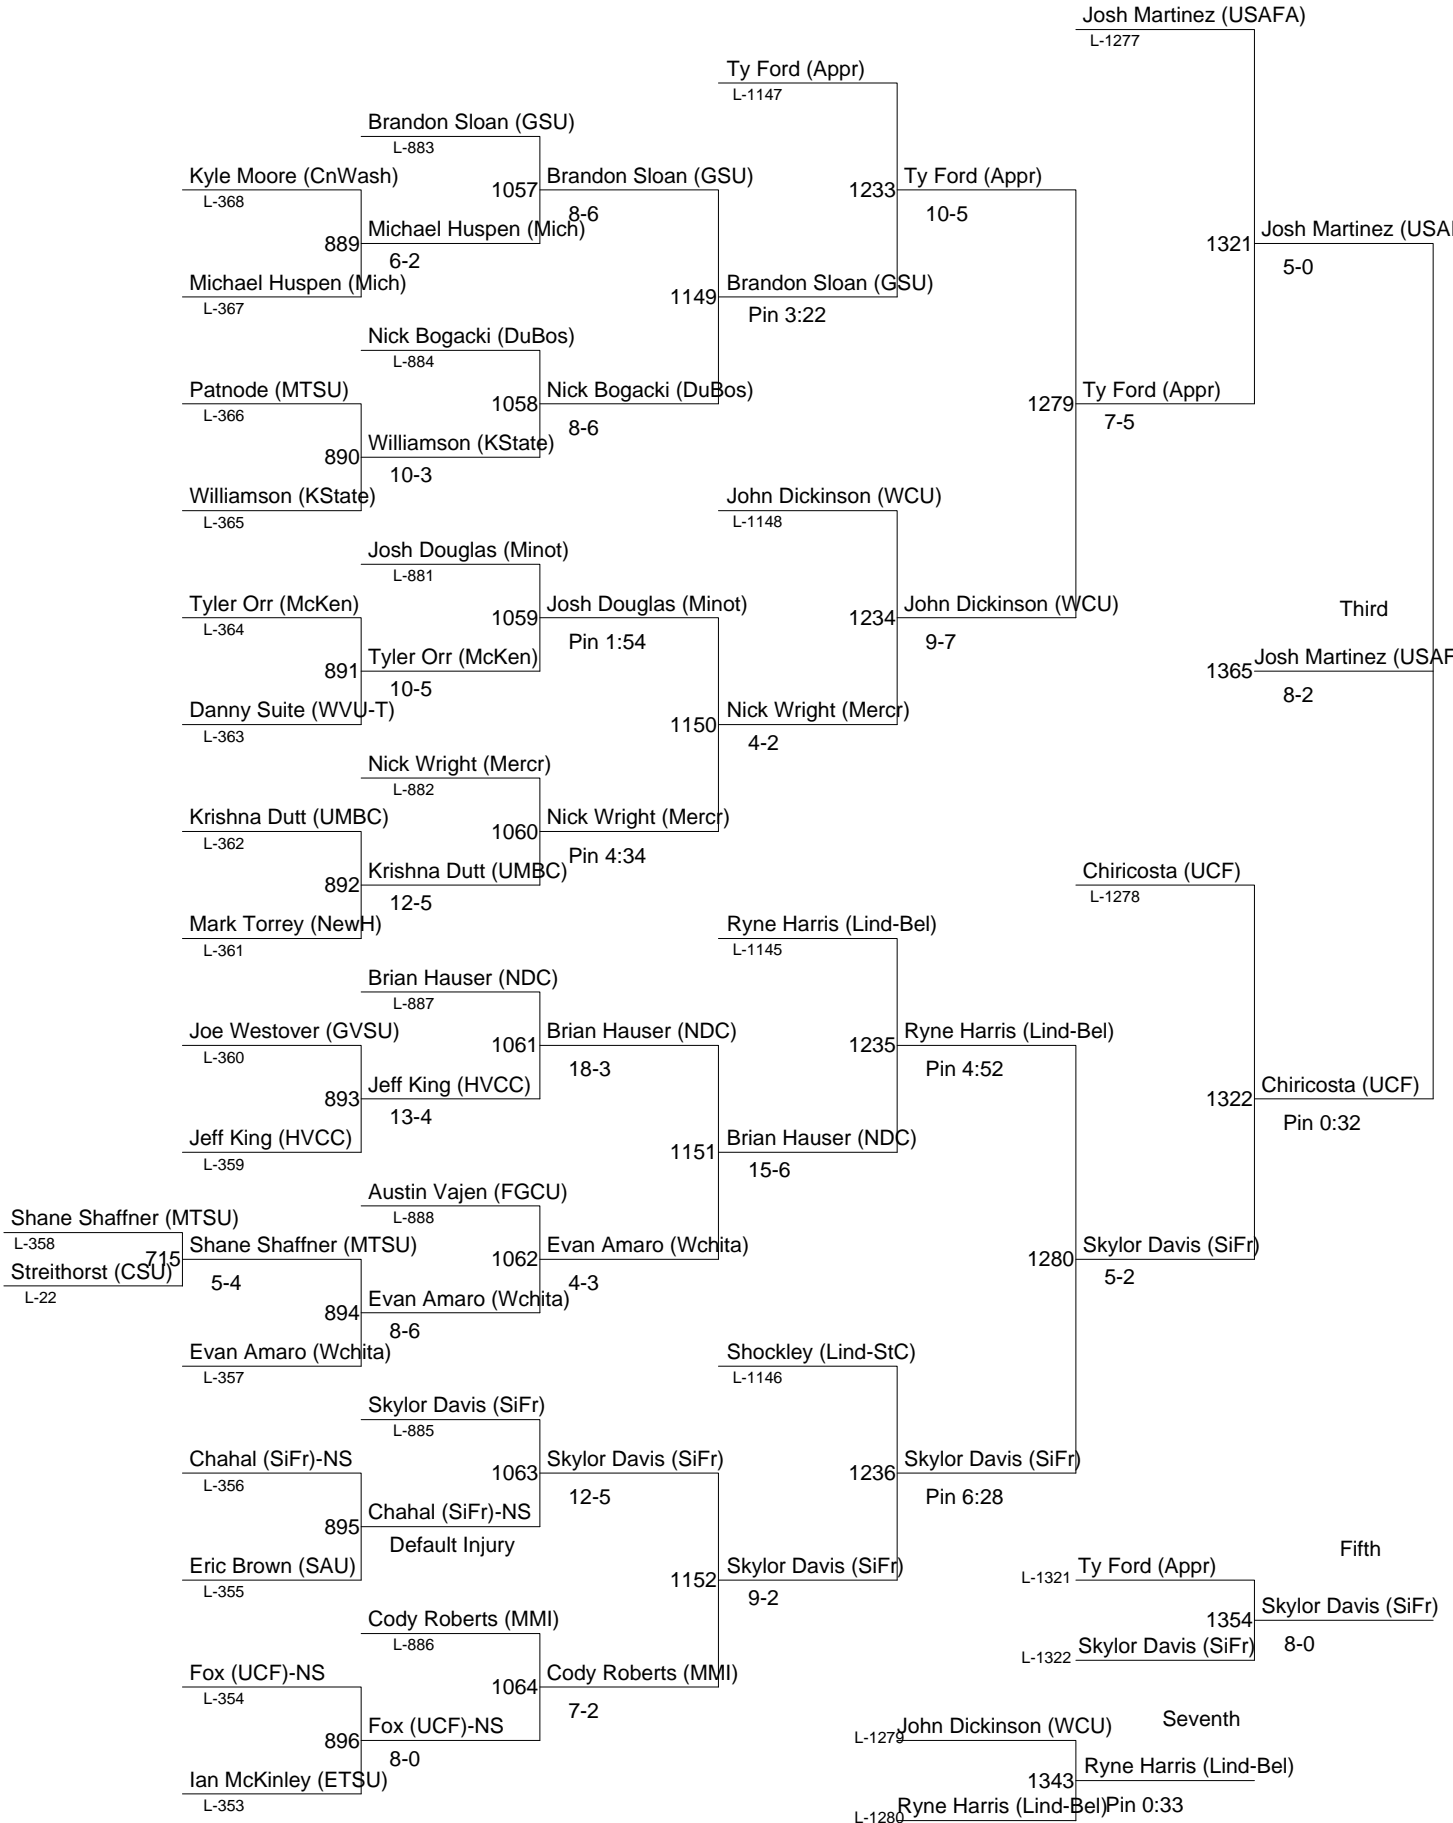 Josh Martinez (USAFA)
L-1277
Ty Ford (Appr)
L-1147
Brandon Sloan (GSU)
L-883
Kyle Moore (CnWash)
L-368
1057
Brandon Sloan (GSU)
8-6
1233
Ty Ford (Appr)
10-5
889
Michael Huspen (Mich)
6-2
1321
Josh Martinez (USAF
5-0
Michael Huspen (Mich)
L-367
1149
Brandon Sloan (GSU)
Pin 3:22
Nick Bogacki (DuBos)
L-884
Patnode (MTSU)
L-366
1058
Nick Bogacki (DuBos)
8-6
1279
Ty Ford (Appr)
7-5
890
Williamson (KState)
10-3
Williamson (KState)
L-365
John Dickinson (WCU)
L-1148
Josh Douglas (Minot)
L-881
Tyler Orr (McKen)
L-364
1059
Josh Douglas (Minot)
Pin 1:54
1234
John Dickinson (WCU)
9-7
Third
891
Tyler Orr (McKen)
10-5
1365
Josh Martinez (USAF
8-2
Danny Suite (WVU-T)
L-363
1150
Nick Wright (Mercr)
4-2
Nick Wright (Mercr)
L-882
Krishna Dutt (UMBC)
L-362
1060
Nick Wright (Mercr)
Pin 4:34
892
Krishna Dutt (UMBC)
12-5
Chiricosta (UCF)
L-1278
Mark Torrey (NewH)
L-361
Ryne Harris (Lind-Bel)
L-1145
Brian Hauser (NDC)
L-887
Joe Westover (GVSU)
L-360
1061
Brian Hauser (NDC)
18-3
1235
Ryne Harris (Lind-Bel)
Pin 4:52
893
Jeff King (HVCC)
13-4
1322
Chiricosta (UCF)
Pin 0:32
Jeff King (HVCC)
L-359
1151
Brian Hauser (NDC)
15-6
Austin Vajen (FGCU)
L-888
Shane Shaffner (MTSU)
L-358
715
Shane Shaffner (MTSU)
5-4
1062
Evan Amaro (Wchita)
4-3
1280
Skylor Davis (SiFr)
5-2
Streithorst (CSU)
L-22
894
Evan Amaro (Wchita)
8-6
Evan Amaro (Wchita)
L-357
Shockley (Lind-StC)
L-1146
Skylor Davis (SiFr)
L-885
Chahal (SiFr)-NS
L-356
1063
Skylor Davis (SiFr)
12-5
1236
Skylor Davis (SiFr)
Pin 6:28
895
Chahal (SiFr)-NS
Default Injury
Fifth
Eric Brown (SAU)
L-355
1152
Skylor Davis (SiFr)
9-2
L-1321
Ty Ford (Appr)
1354
Skylor Davis (SiFr)
8-0
Cody Roberts (MMI)
L-886
L-1322
Skylor Davis (SiFr)
Fox (UCF)-NS
L-354
1064
Cody Roberts (MMI)
7-2
896
Fox (UCF)-NS
8-0
L-1279
John Dickinson (WCU)
Seventh
1343
Ryne Harris (Lind-Bel)
Pin 0:33
Ian McKinley (ETSU)
L-353
L-1280
Ryne Harris (Lind-Bel)